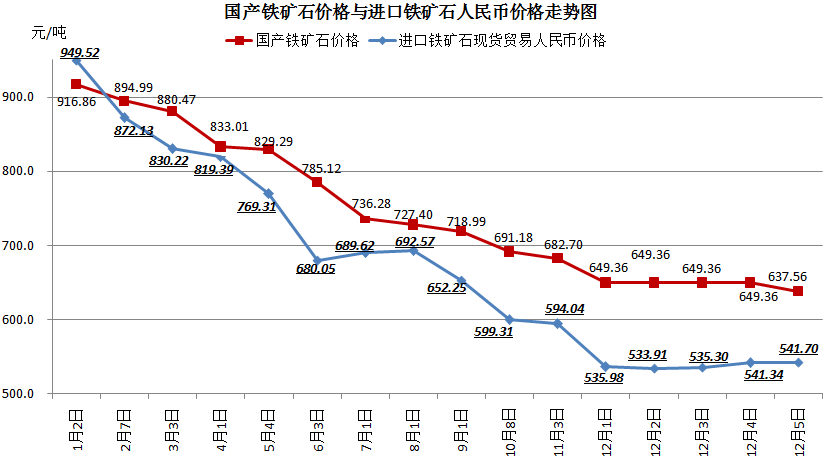 国产铁矿石价格与进口铁矿石人民币价格走势图
元/吨
国产铁矿石价格
进口铁矿石现货贸易人民币价格
900.0
800.0
700.0
600.0
500.0
949.52
916.86
894.99
872.13
880.47
830.22
833.01
819.39
829.29
769.31
785.12
680.05
736.28
689.62
727.40
692.57
718.99
652.25
691.18
599.31
682.70
594.04
649.36
535.98
649.36
533.91
649.36
535.30
649.36
541.34
637.56
541.70
1月2日
2月7日
3月3日
4月1日
5月4日
6月3日
7月1日
8月1日
9月1日
10月8日
11月3日
12月1日
12月2日
12月3日
12月4日
12月5日